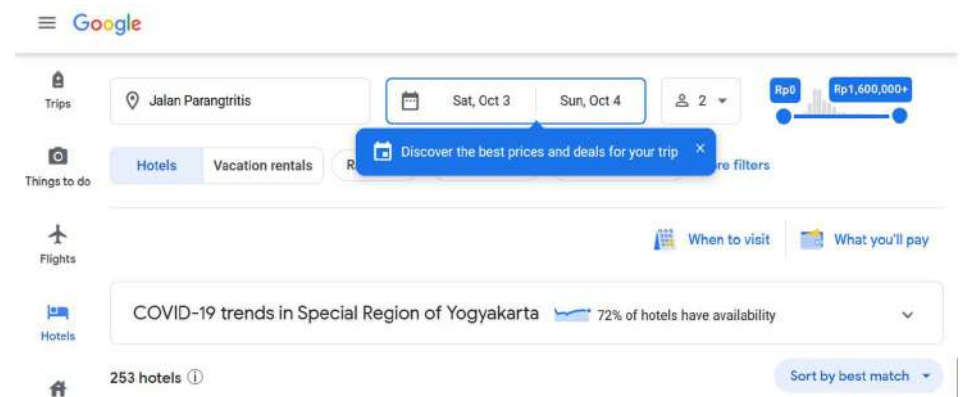 Google
Trips
Jalan Parangtritis
Sat, Oct 3
Sun, Oct 4
2
Rp0
Rp1,600,000+
Discover the best prices and deals for your trip
Things to do
Hotels
Vacation rentals
filters
Flights
When to visit
What you'll pay
Hotels
COVID-19 trends in Special Region of Yogyakarta
72% of hotels have availability
253 hotels
Sort by best match